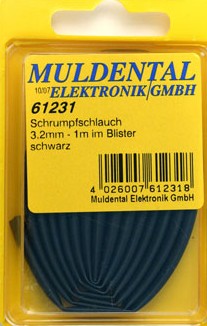 MULDENTAL
10/07 ELEKTRONIK/GMBH
61231
Schrumpfschlauch
3.2mm - 1m im Blister
schwarz
4 026007 612318
Muldental Elektronik GmbH